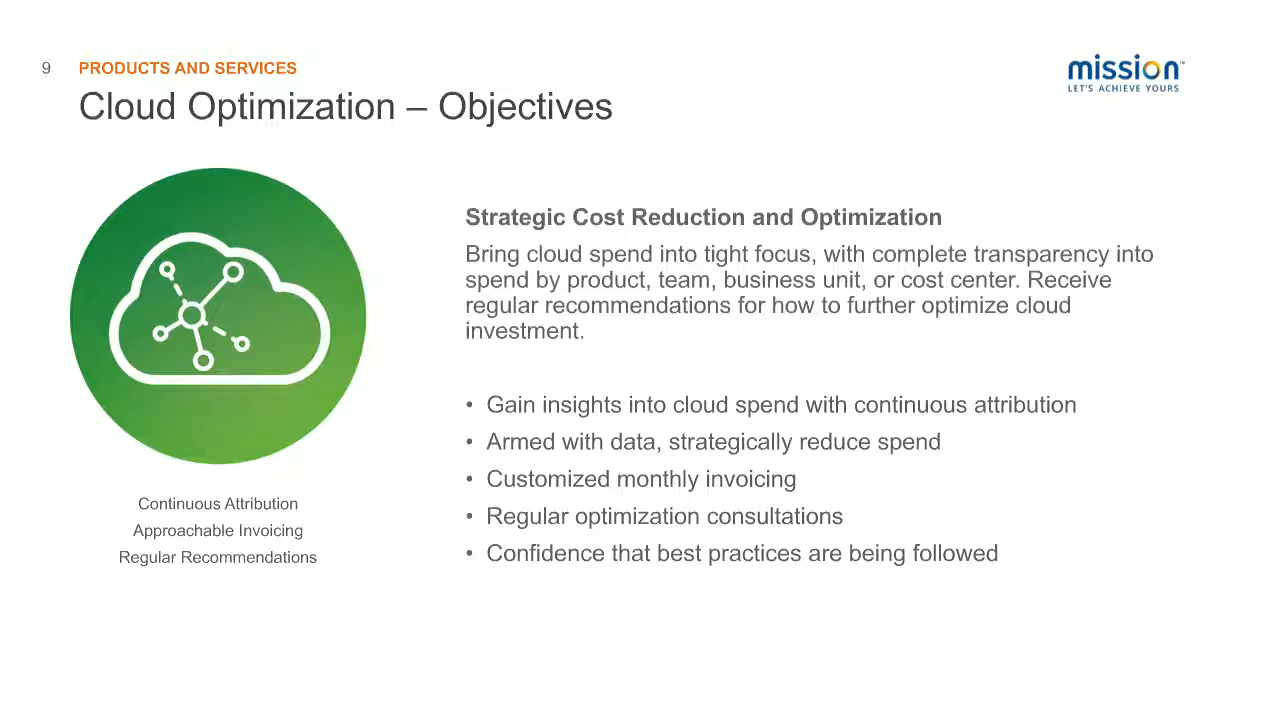 9 PRODUCTS AND SERVICES
Cloud Optimization – Objectives
mission™
LET'S ACHIEVE YOURS
Continuous Attribution
Approachable Invoicing
Regular Recommendations
Strategic Cost Reduction and Optimization
Bring cloud spend into tight focus, with complete transparency into
spend by product, team, business unit, or cost center. Receive
regular recommendations for how to further optimize cloud
investment.
• Gain insights into cloud spend with continuous attribution
• Armed with data, strategically reduce spend
• Customized monthly invoicing
• Regular optimization consultations
• Confidence that best practices are being followed